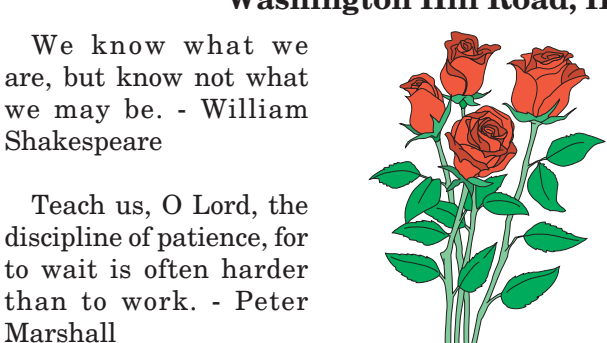 Washington Hill Road,
We know what we
are, but know not what
we may be. - William
Shakespeare
Teach us, O Lord, the
discipline of patience, for
to wait is often harder
than to work. - Peter
Marshall